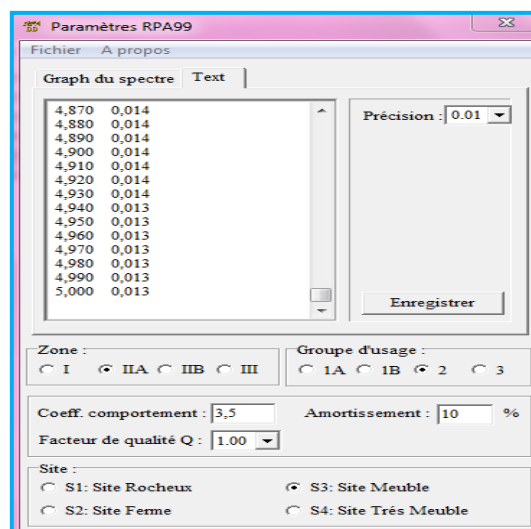 Paramètres RPA99
Fichier A propos
Graph du spectre Text
4,870 0,014
4,880 0,014
4,890 0,014
4,900 0,014
4,910 0,014
4,920 0,014
4,930 0,014
4,940 0,013
4,950 0,013
4,960 0,013
4,970 0,013
4,980 0,013
4,990 0,013
5,000 0,013
Précision : 0.01
Enregistrer
Zone :
I IIA IIB III
Groupe d'usage :
1A 1B 2 3
Coeff. comportement : 3,5 Amortissement : 10 %
Facteur de qualité Q : 1.00
Site :
S1: Site Rocheux S3: Site Meuble
S2: Site Ferme S4: Site Trés Meuble